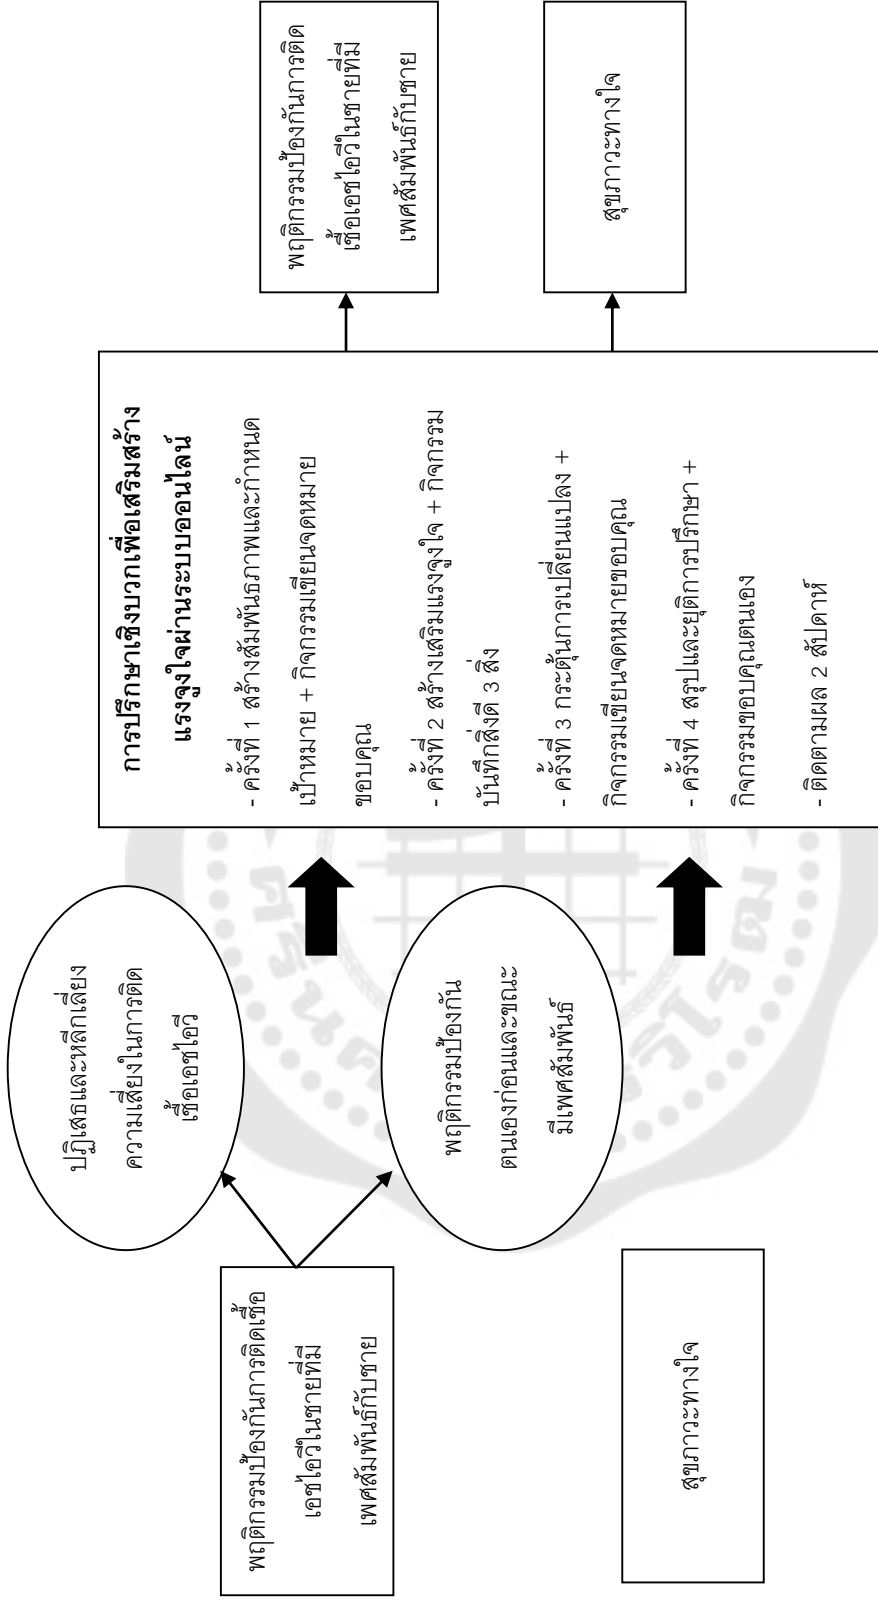 พฤติกรรมป้องกันการติดเชื้อ
เอชไอวีในชายที่มี
เพศสัมพันธ์กับชาย
สุขภาวะทางใจ
ปฏิเสธและหลีกเลี่ยง
ความเสี่ยงในการติด
เชื้อเอชไอวี
พฤติกรรมป้องกัน
ตนเองก่อนและขณะ
มีเพศสัมพันธ์
การปรึกษาเชิงบวกเพื่อเสริมสร้าง
แรงจูงใจผ่านระบบออนไลน์
- ครั้งที่ 1 สร้างสัมพันธภาพและกำหนด
เป้าหมาย + กิจกรรมเขียนจดหมาย
ขอบคุณ
- ครั้งที่ 2 สร้างเสริมแรงจูงใจ + กิจกรรม
บันทึกสิ่งดี 3 สิ่ง
- ครั้งที่ 3 กระตุ้นการเปลี่ยนแปลง +
กิจกรรมเขียนจดหมายขอบคุณ
- ครั้งที่ 4 สรุปและยุติการปรึกษา +
กิจกรรมขอบคุณตนเอง
- ติดตามผล 2 สัปดาห์
พฤติกรรมป้องกันการติด
เชื้อเอชไอวีในชายที่มี
เพศสัมพันธ์กับชาย
สุขภาวะทางใจ